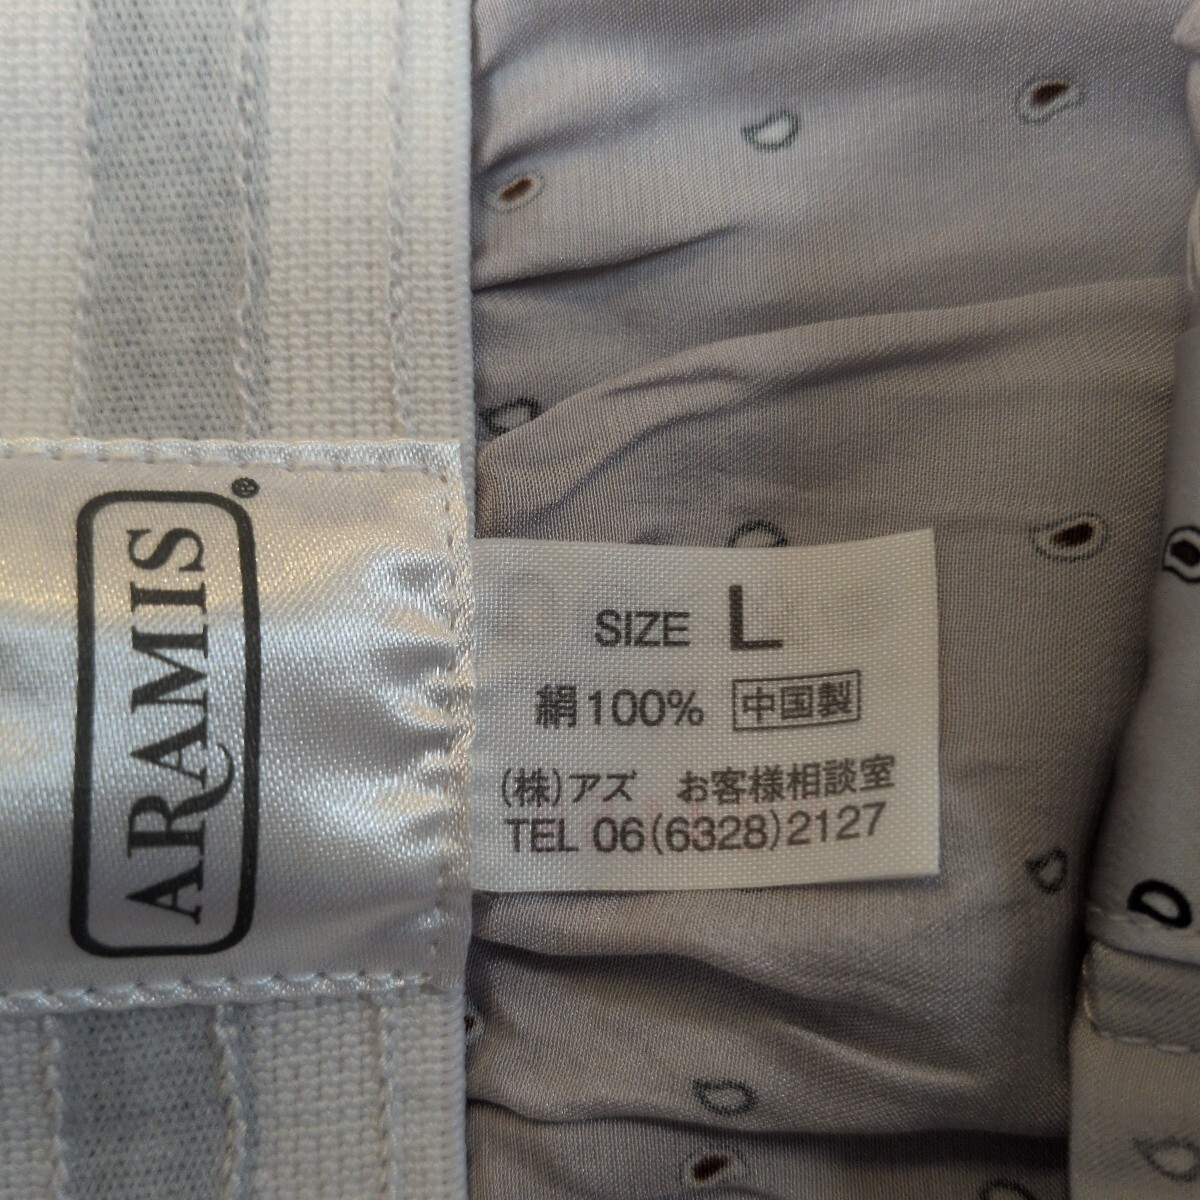 ARAMIS®
SIZE L
絹100% 中国製
(株)アズ お客様相談室
TEL 06(6328)2127